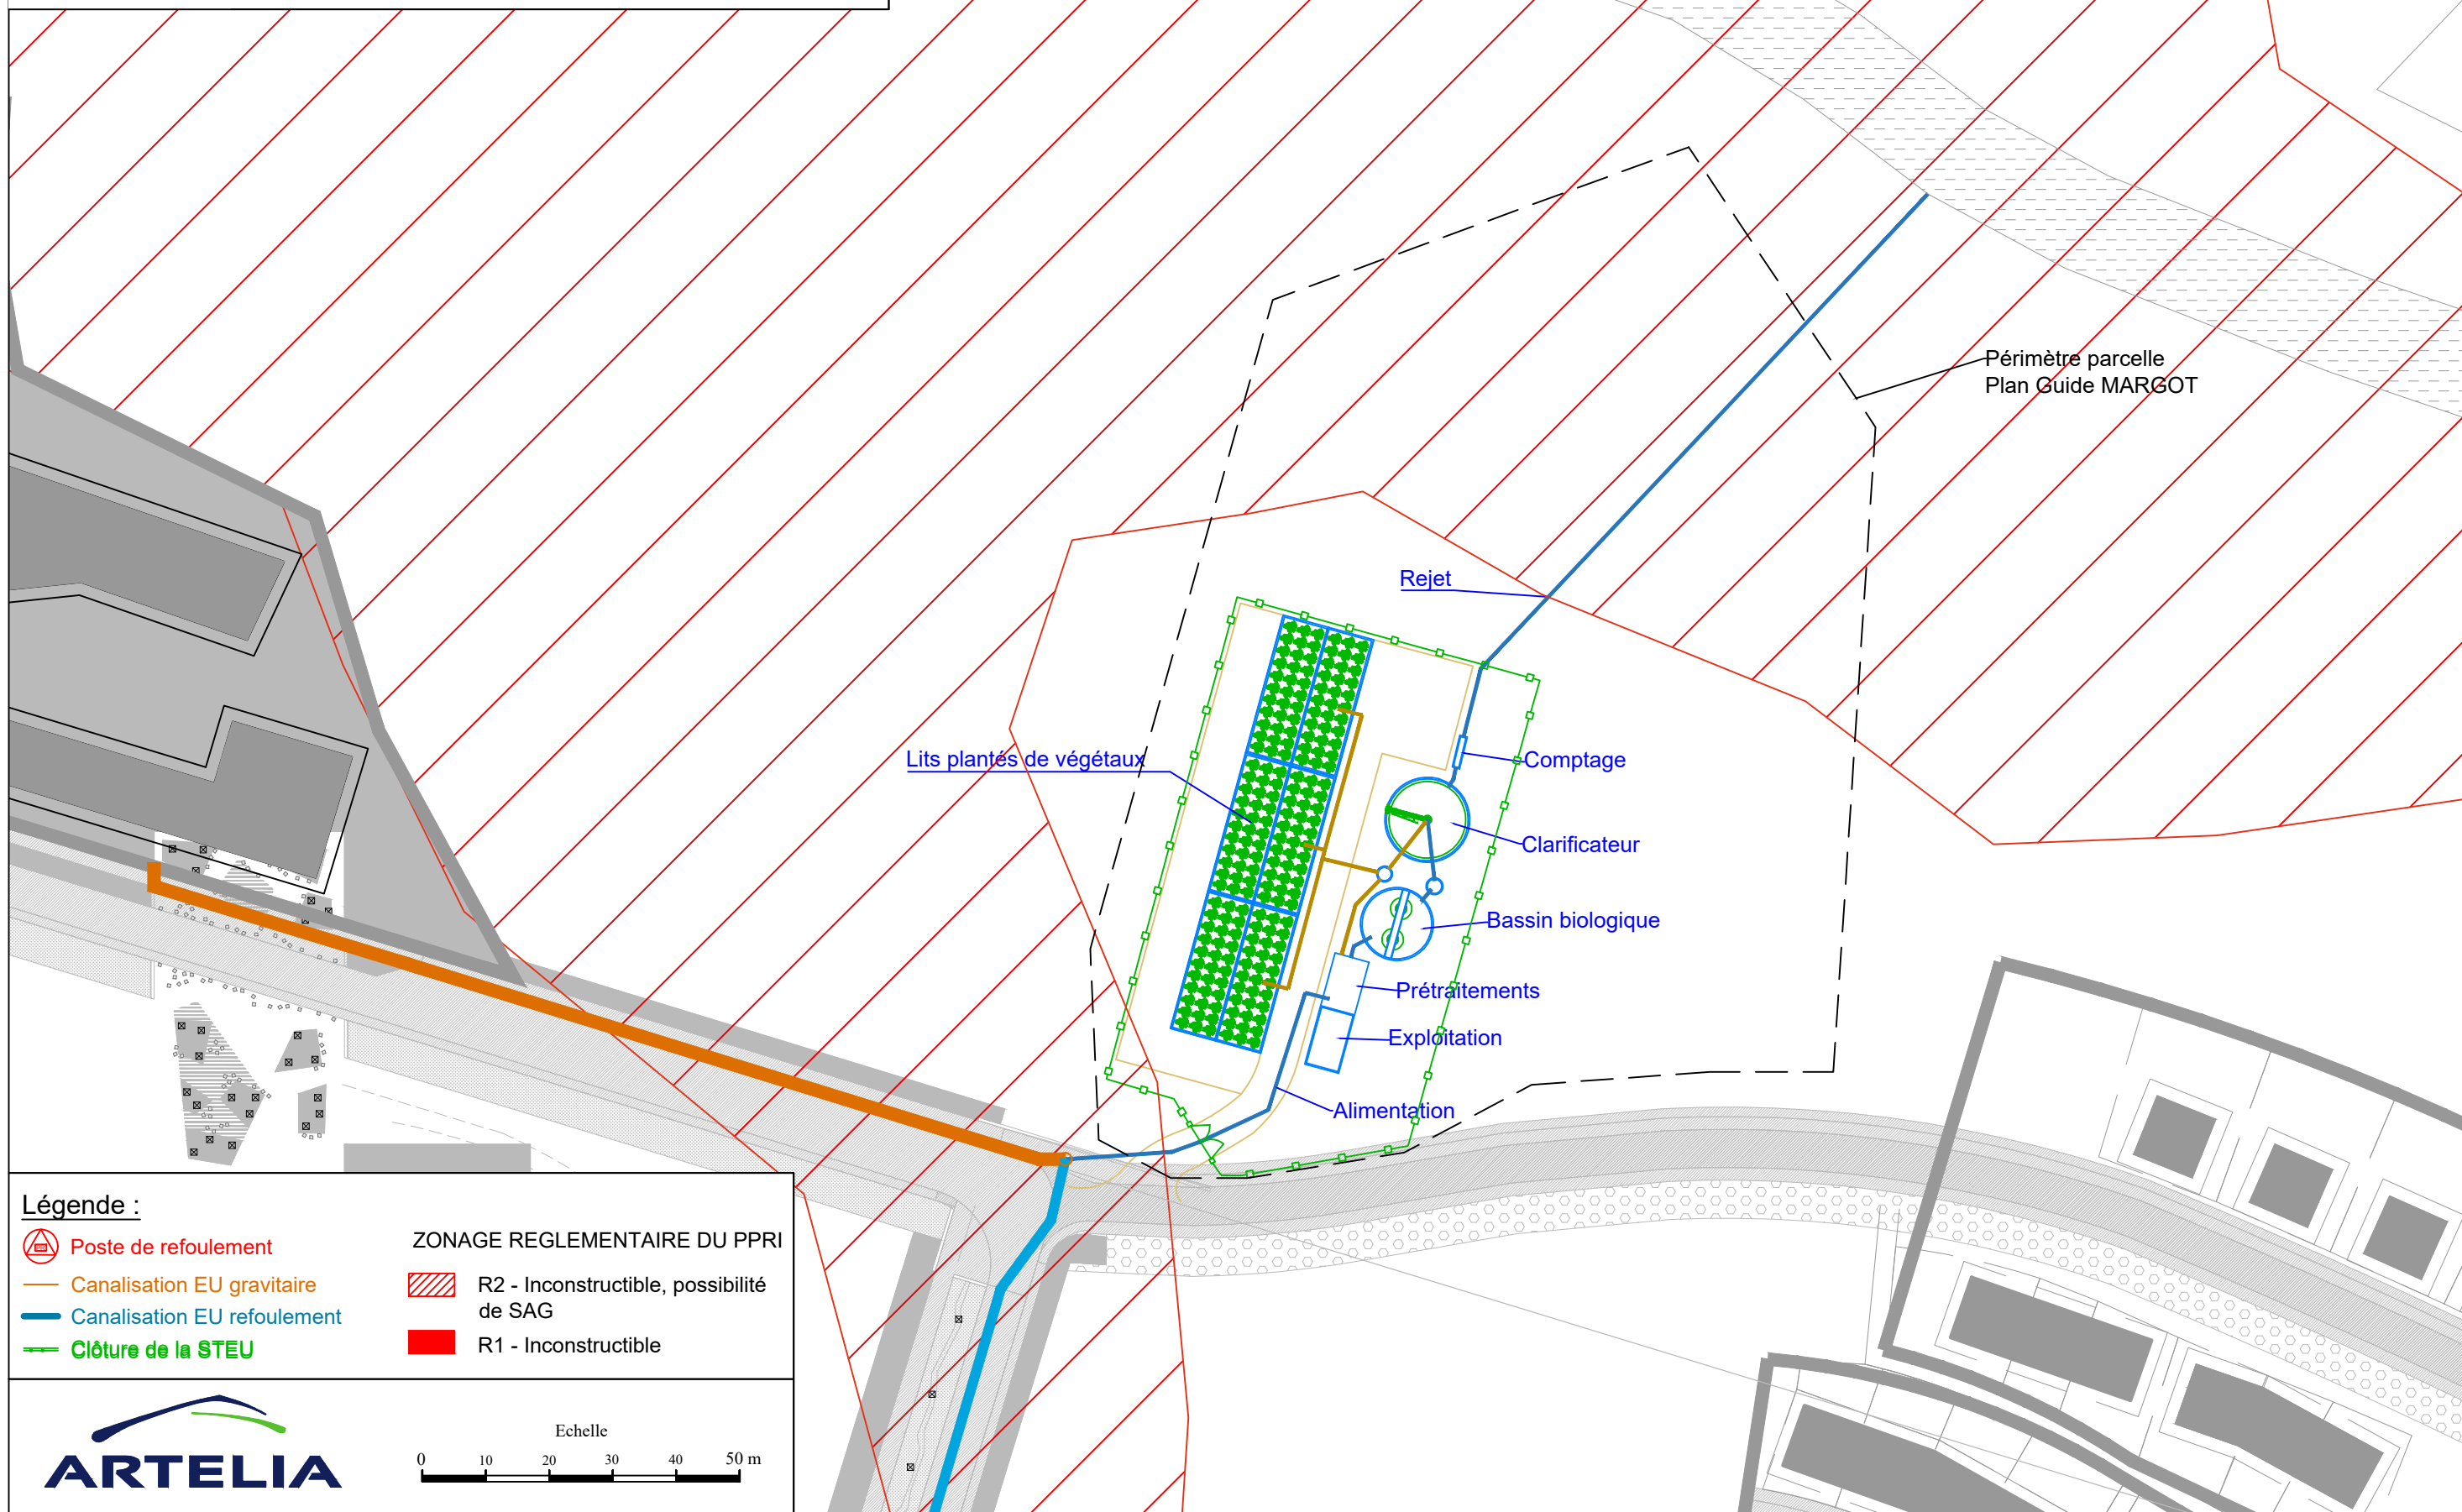 Périmètre parcelle
Plan Guide MARGOT
Rejet
Lits plantés de végétaux
Comptage
Clarificateur
Bassin biologique
Prétraitements
Exploitation
Alimentation
Légende :
Poste de refoulement
Canalisation EU gravitaire
Canalisation EU refoulement
Clôture de la STEU
ZONAGE REGLEMENTAIRE DU PPRI
R2 - Inconstructible, possibilité
de SAG
R1 - Inconstructible
ARTELIA
Echelle
0 10 20 30 40 50 m